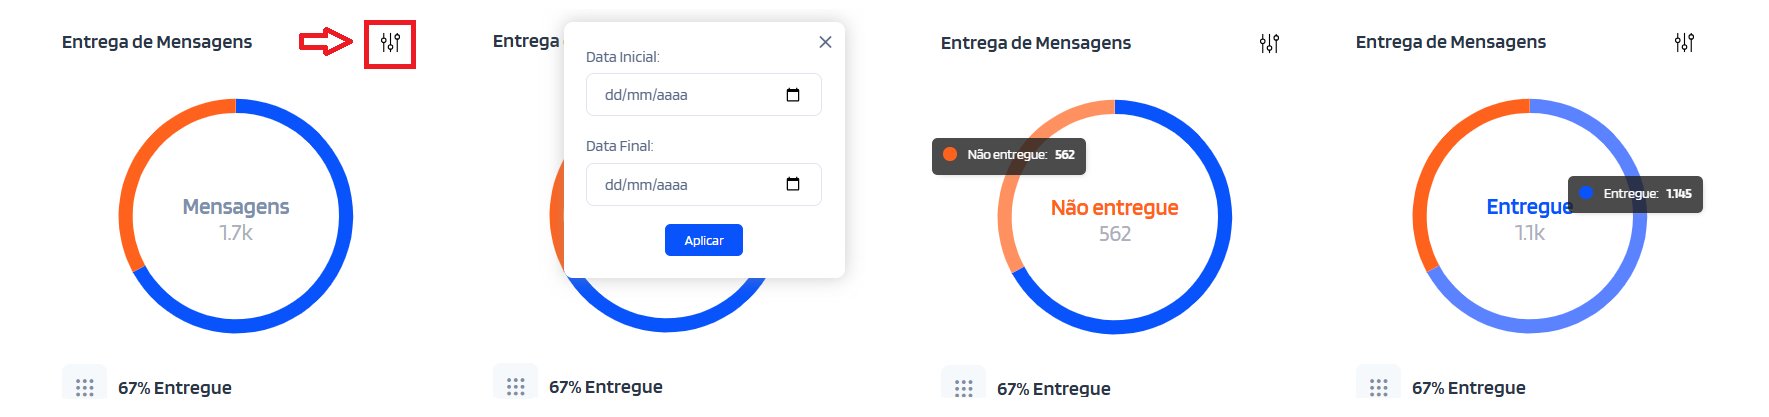 Entrega de Mensagens
Mensagens
1.7k
67% Entregue
Entrega
Data Inicial:
dd/mm/aaaa
Data Final:
dd/mm/aaaa
Aplicar
67% Entregue
Entrega de Mensagens
Não entregue: 562
Não entregue
562
67% Entregue
Entrega de Mensagens
Entregue: 1.145
Entregue
1.1k
67% Entregue